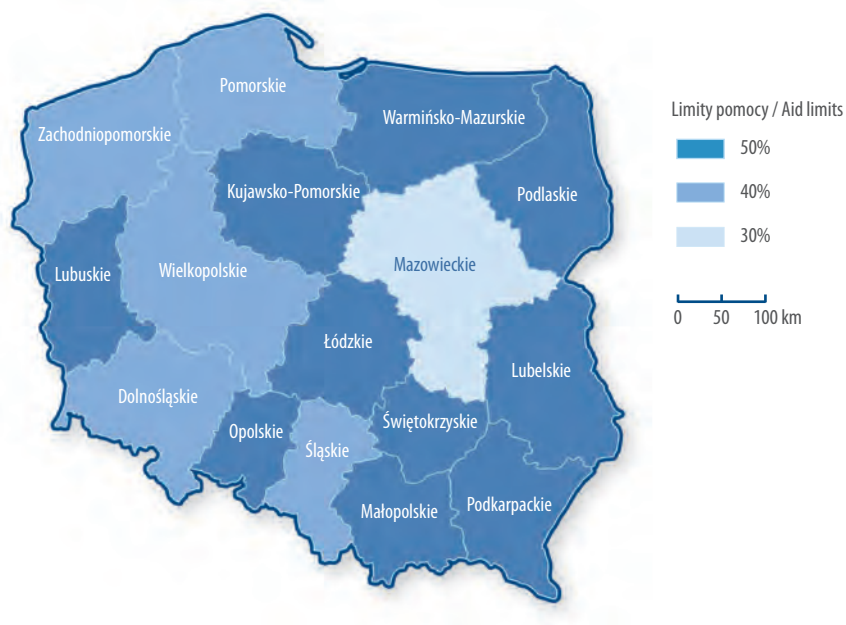 Pomorskie
Zachodniopomorskie
Warmińsko-Mazurskie
Kujawsko-Pomorskie
Podlaskie
Lubuskie
Wielkopolskie
Mazowieckie
Łódzkie
Lubelskie
Dolnośląskie
Opolskie
Śląskie
Świętokrzyskie
Małopolskie
Podkarpackie
Limity pomocy / Aid limits
50%
40%
30%
0 50 100 km